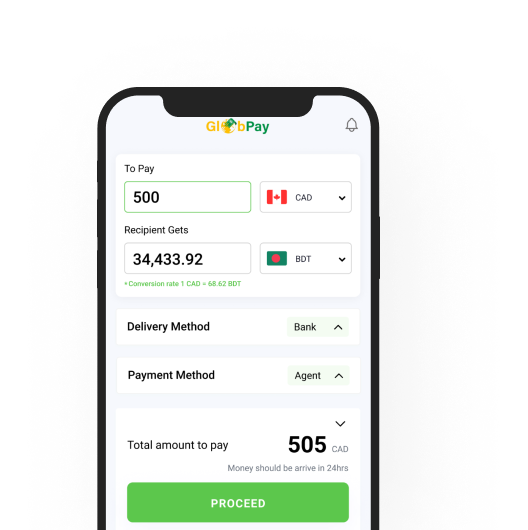 GlobPay
To Pay
500 CAD
Recipient Gets
34,433.92 BDT
* Conversion rate 1 CAD = 68.62 BDT
Delivery Method Bank
Payment Method Agent
Total amount to pay 505 CAD
Money should be arrive in 24hrs
PROCEED